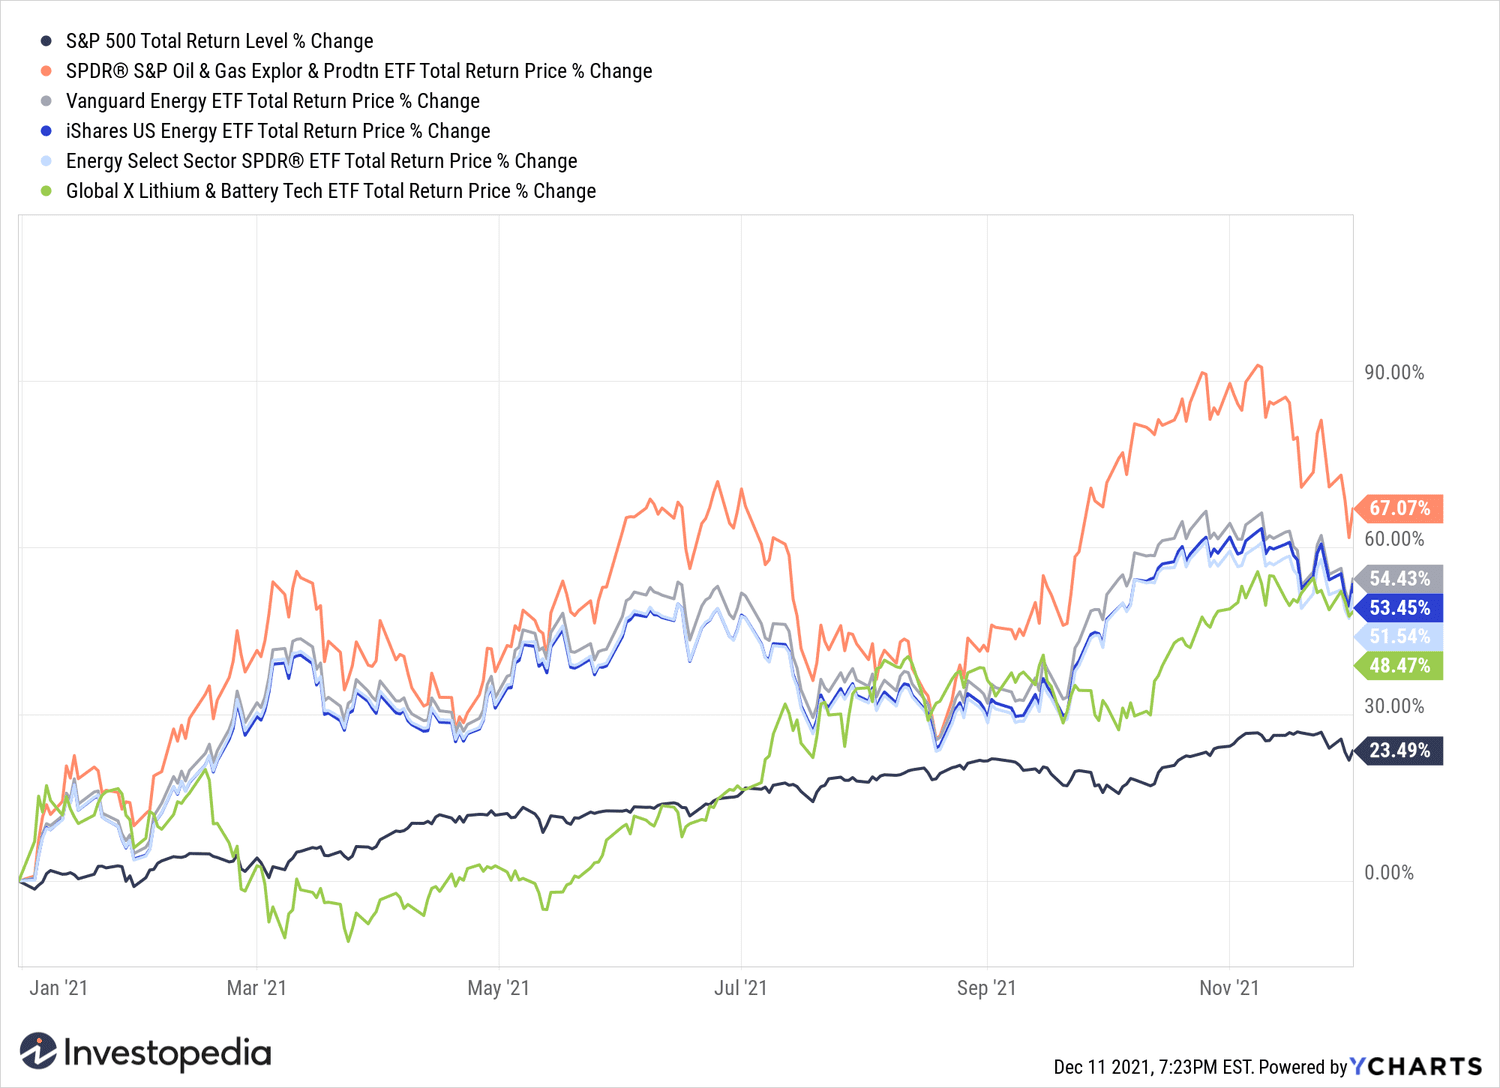 S&P 500 Total Return Level % Change
SPDR® S&P Oil & Gas Explor & Prodtn ETF Total Return Price % Change
Vanguard Energy ETF Total Return Price % Change
iShares US Energy ETF Total Return Price % Change
Energy Select Sector SPDR® ETF Total Return Price % Change
Global X Lithium & Battery Tech ETF Total Return Price % Change
90.00%
67.07%
60.00%
54.43%
53.45%
51.54%
48.47%
30.00%
23.49%
0.00%
Jan '21 Mar '21 May '21 Jul '21 Sep '21 Nov '21
Investopedia
Dec 11 2021, 7:23PM EST. Powered by YCHARTS